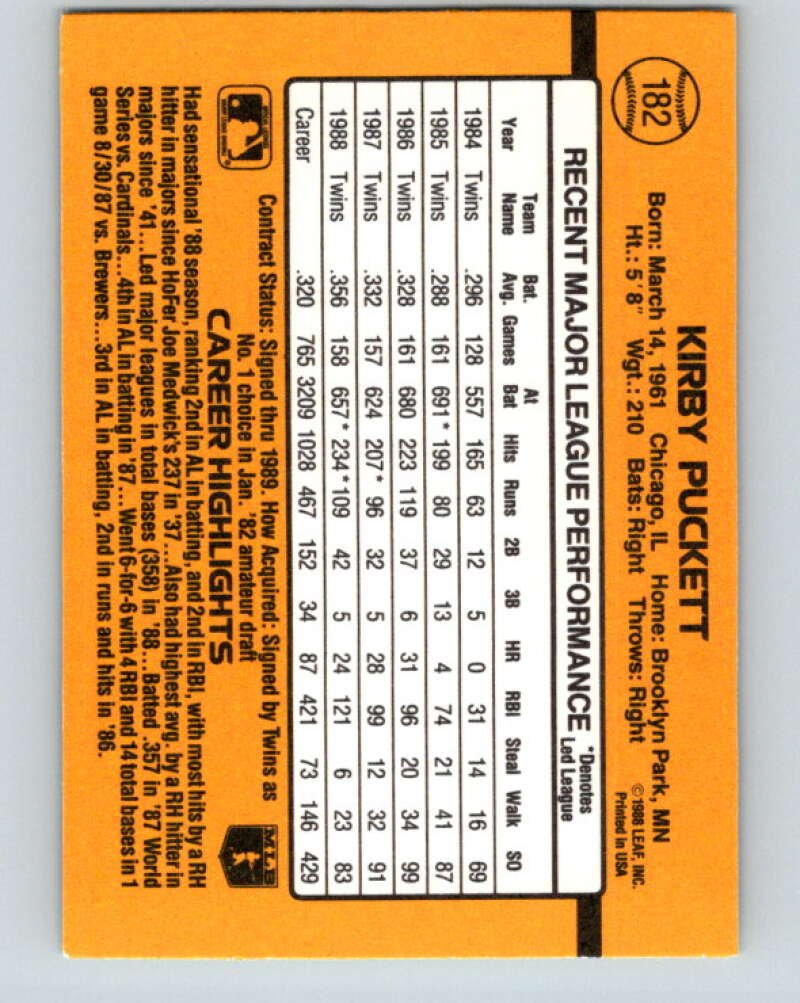 182
KIRBY PUCKETT
Born: March 14, 1961 Chicago, IL Home: Brooklyn Park, MN
Ht.: 5'8" Wgt.: 210 Bats: Right Throws: Right
© 1988 LEAF, INC.
Printed in USA
RECENT MAJOR LEAGUE PERFORMANCE *Denotes Led League
Year Team Name Bat. Avg. Games At Bat Hits Runs 2B 3B HR RBI Steal Walk SO
1984 Twins .296 128 557 165 63 12 5 0 31 14 16 69
1985 Twins .288 161 691* 199 80 29 13 4 74 21 41 87
1986 Twins .328 161 680 223 119 37 6 31 96 20 34 99
1987 Twins .332 157 624 207* 96 32 5 28 99 12 32 91
1988 Twins .356 158 657* 234* 109 42 5 24 121 6 23 83
Career .320 765 3209 1028 467 152 34 87 421 73 146 429
Contract Status: Signed thru 1989. How Acquired: Signed by Twins as
No. 1 choice in Jan. '82 amateur draft
MLB
CAREER HIGHLIGHTS
Had sensational '88 season, ranking 2nd in AL in batting, and 2nd in RBI, with most hits by a RH
hitter in majors since HoFer Joe Medwick's 237 in '37...Also had highest avg. by a RH hitter in
majors since '41...Led major leagues in total bases (358) in '88...Batted .357 in '87 World
Series vs. Cardinals...4th in AL in batting in '87...Went 6-for-6 with 4 RBI and 14 total bases in 1
game 8/30/87 vs. Brewers...3rd in AL in batting, 2nd in runs and hits in '86.